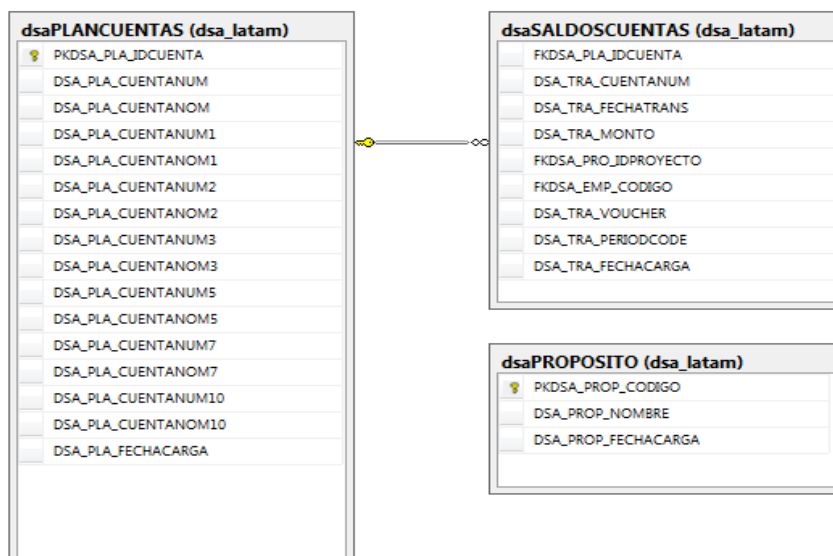 dsaPLANCUENTAS (dsa_latam)
PKDSA_PLA_IDCUENTA
DSA_PLA_CUENTANUM
DSA_PLA_CUENTANOM
DSA_PLA_CUENTANUM1
DSA_PLA_CUENTANOM1
DSA_PLA_CUENTANUM2
DSA_PLA_CUENTANOM2
DSA_PLA_CUENTANUM3
DSA_PLA_CUENTANOM3
DSA_PLA_CUENTANUM5
DSA_PLA_CUENTANOM5
DSA_PLA_CUENTANUM7
DSA_PLA_CUENTANOM7
DSA_PLA_CUENTANUM10
DSA_PLA_CUENTANOM10
DSA_PLA_FECHACARGA
dsaSALDOSCUENTAS (dsa_latam)
FKDSA_PLA_IDCUENTA
DSA_TRA_CUENTANUM
DSA_TRA_FECHATRANS
DSA_TRA_MONTO
FKDSA_PRO_IDPROYECTO
FKDSA_EMP_CODIGO
DSA_TRA_VOUCHER
DSA_TRA_PERIODCODE
DSA_TRA_FECHACARGA
dsaPROPOSITO (dsa_latam)
PKDSA_PROP_CODIGO
DSA_PROP_NOMBRE
DSA_PROP_FECHACARGA